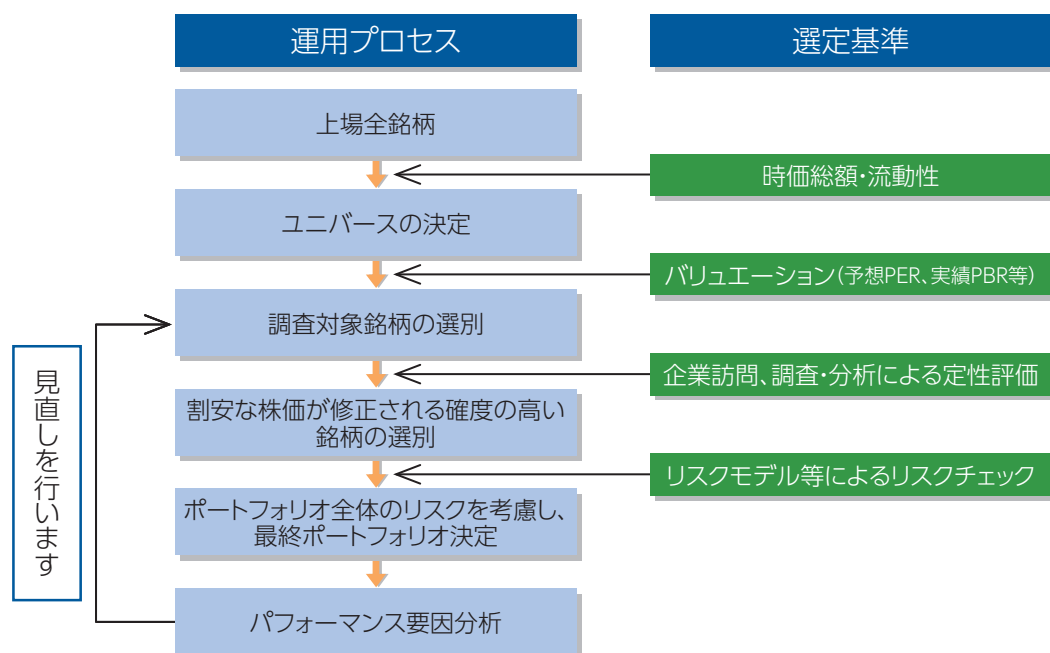 運用プロセス
選定基準
上場全銘柄
時価総額・流動性
ユニバースの決定
バリュエーション(予想PER、実績PBR等)
調査対象銘柄の選別
企業訪問、調査・分析による定性評価
割安な株価が修正される確度の高い
銘柄の選別
リスクモデル等によるリスクチェック
ポートフォリオ全体のリスクを考慮し、
最終ポートフォリオ決定
パフォーマンス要因分析
見直しを行います